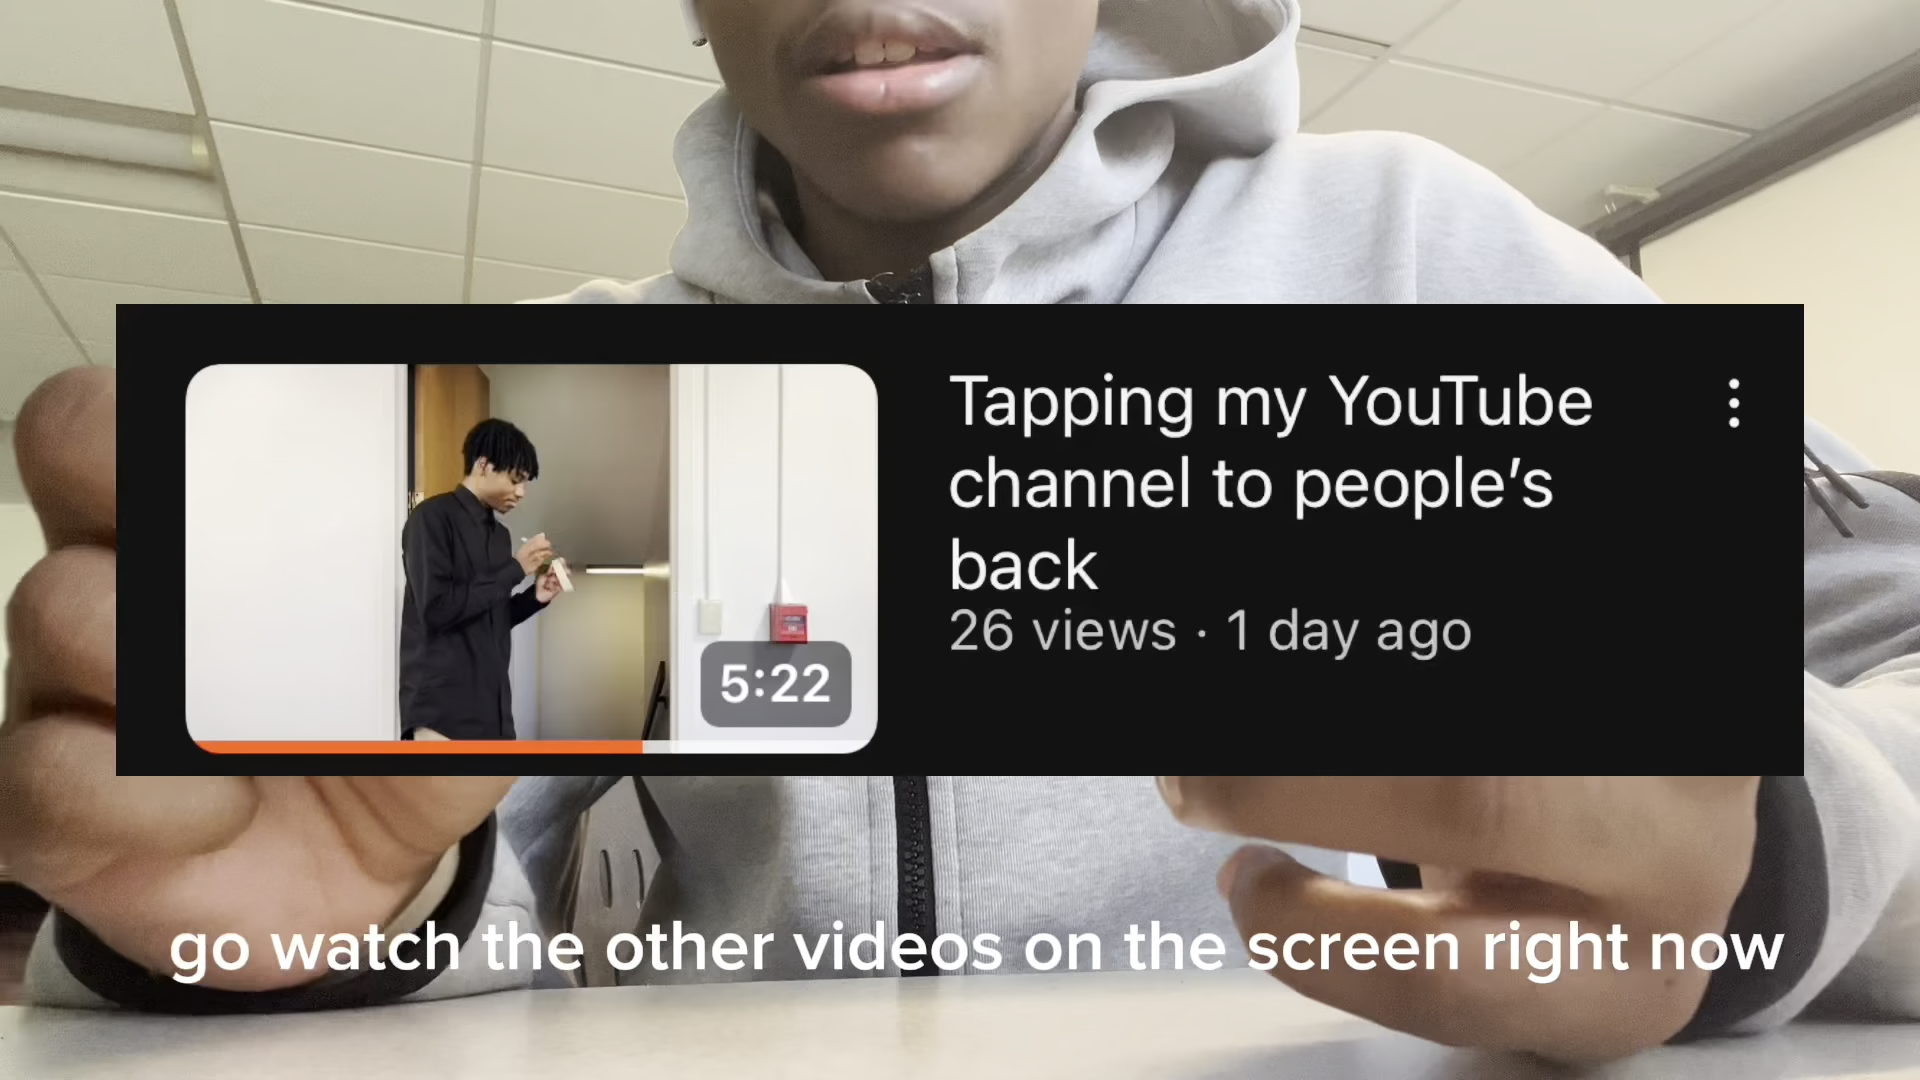 Tapping my YouTube
channel to people’s
back
26 views · 1 day ago
5:22
go watch the other videos on the screen right now